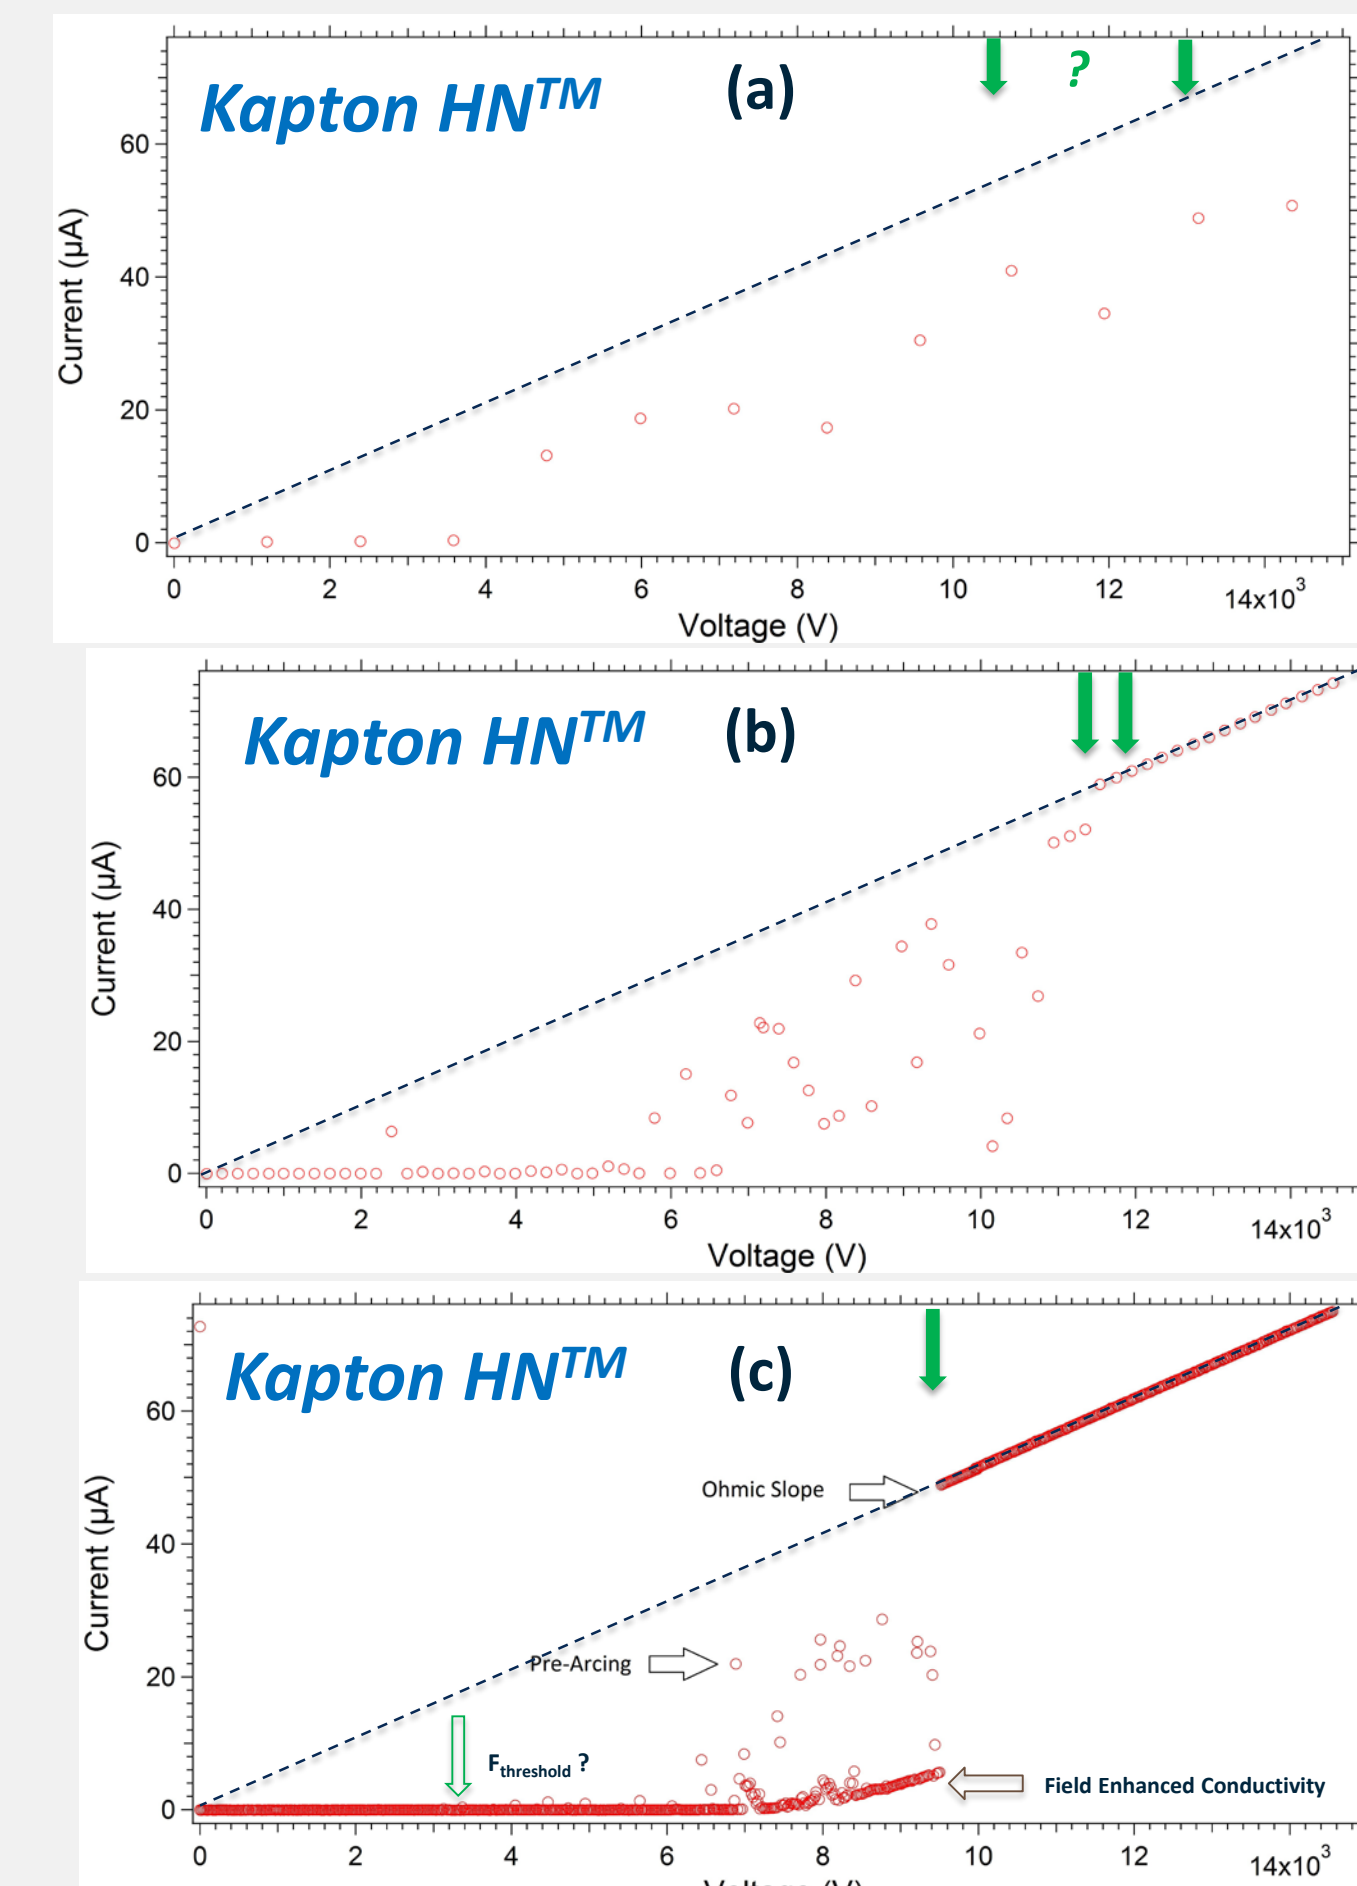 Kapton HN™
(a)
?
60
40
20
0
Current (µA)
0 2 4 6 8 10 12 14x10³
Voltage (V)
Kapton HN™
(b)
60
40
20
0
Current (µA)
0 2 4 6 8 10 12 14x10³
Voltage (V)
Kapton HN™
(c)
60
Ohmic Slope
40
Pre-Arcing
20
F threshold ?
Field Enhanced Conductivity
0
Current (µA)
0 2 4 6 8 10 12 14x10³
Voltage (V)